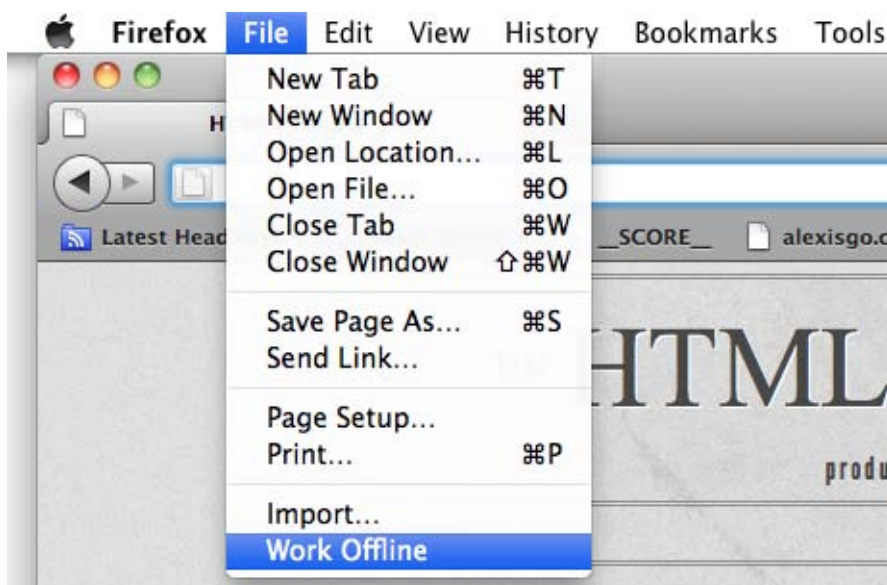 Firefox File Edit View History Bookmarks Tools
New Tab ⌘T
H
New Window ⌘N
Open Location... ⌘L
Open File... ⌘O
Close Tab ⌘W
Latest Head __SCORE__ alexisgo.c
Close Window ⇧⌘W
Save Page As... ⌘S
Send Link...
HTML
Page Setup...
Print... ⌘P
produ
Import...
Work Offline